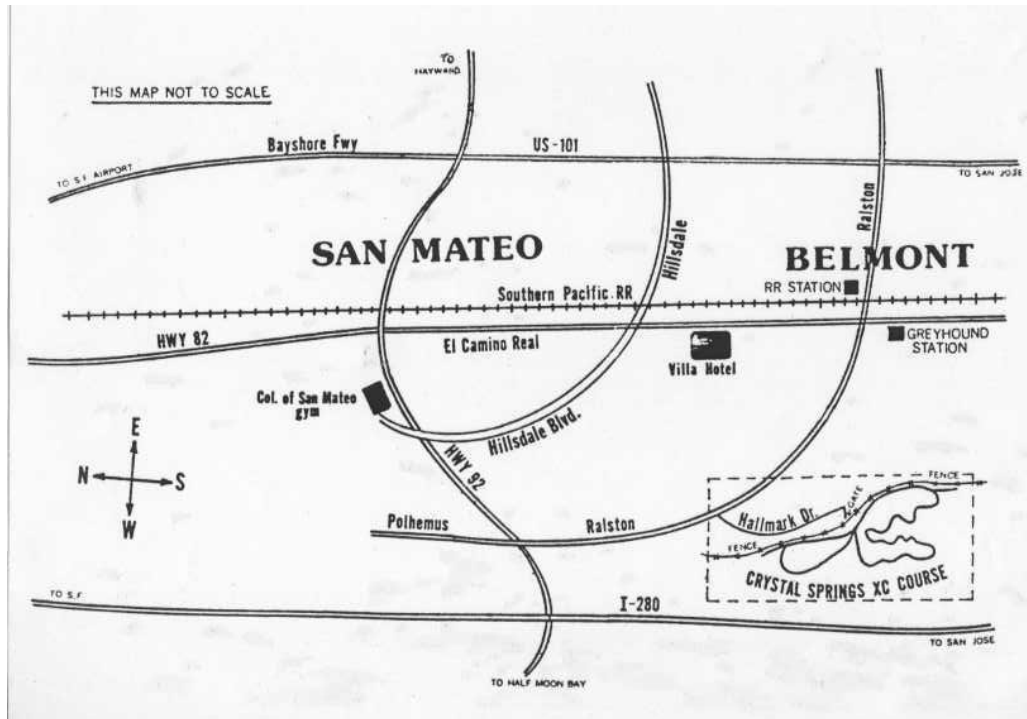 TO
HAYWARD
THIS MAP NOT TO SCALE
Bayshore Fwy
US-101
TO S.F. AIRPORT
TO SAN JOSE
Ralston
SAN MATEO
Hillsdale
BELMONT
RR STATION
Southern Pacific RR
HWY 82
El Camino Real
GREYHOUND
STATION
Villa Hotel
Col. of San Mateo
gym
Hillsdale Blvd.
HWY 92
E
N
S
W
FENCE
GATE
Hallmark Dr.
Polhemus
Ralston
FENCE
CRYSTAL SPRINGS XC COURSE
TO S.F.
I-280
TO SAN JOSE
TO HALF MOON BAY